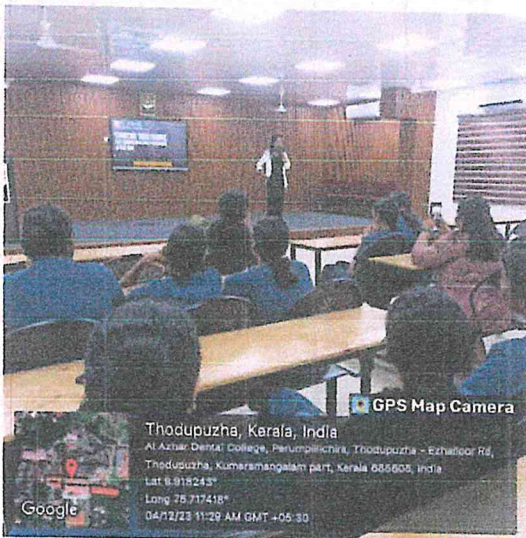 GPS Map Camera
Thodupuzha, Kerala, India
Al Azhar Dental College, Perumpillichira, Thodupuzha - Ezhalloor Rd,
Thodupuzha, Kumaramangalam part, Kerala 685605, India
Lat 9.918243°
Long 76.717418°
04/12/23 11:29 AM GMT +05:30
Google